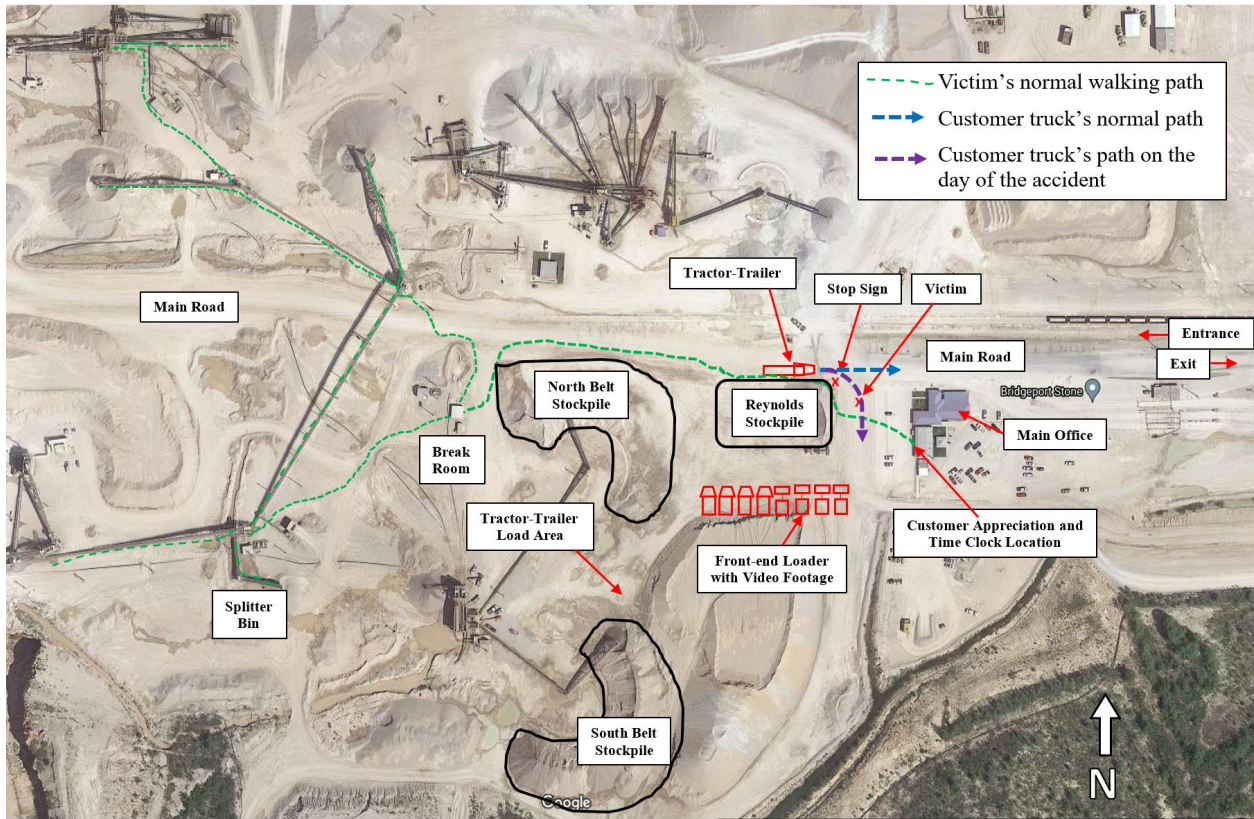 Victim's normal walking path
Customer truck's normal path
Customer truck's path on the
day of the accident
Tractor-Trailer
Stop Sign
Victim
Main Road
Main Road
Entrance
Exit
Bridgeport Stone
North Belt
Stockpile
Reynolds
Stockpile
Main Office
Break
Room
Tractor-Trailer
Load Area
Customer Appreciation and
Time Clock Location
Front-end Loader
with Video Footage
Splitter
Bin
South Belt
Stockpile
X
X
N
Google